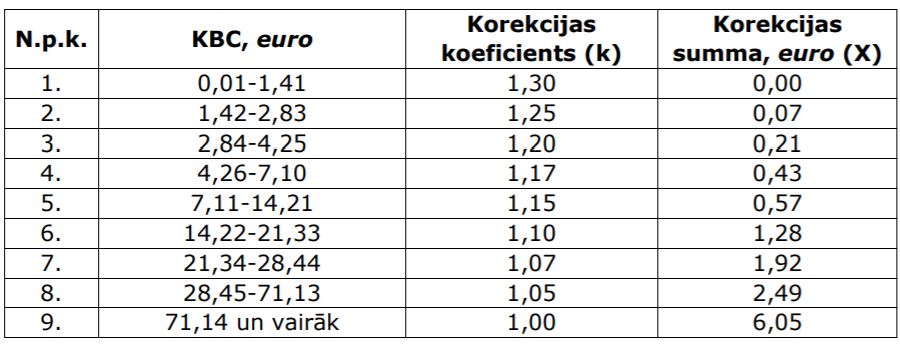 N.p.k. KBC, euro Korekcijas koeficients (k) Korekcijas summa, euro (X)
1. 0,01-1,41 1,30 0,00
2. 1,42-2,83 1,25 0,07
3. 2,84-4,25 1,20 0,21
4. 4,26-7,10 1,17 0,43
5. 7,11-14,21 1,15 0,57
6. 14,22-21,33 1,10 1,28
7. 21,34-28,44 1,07 1,92
8. 28,45-71,13 1,05 2,49
9. 71,14 un vairāk 1,00 6,05